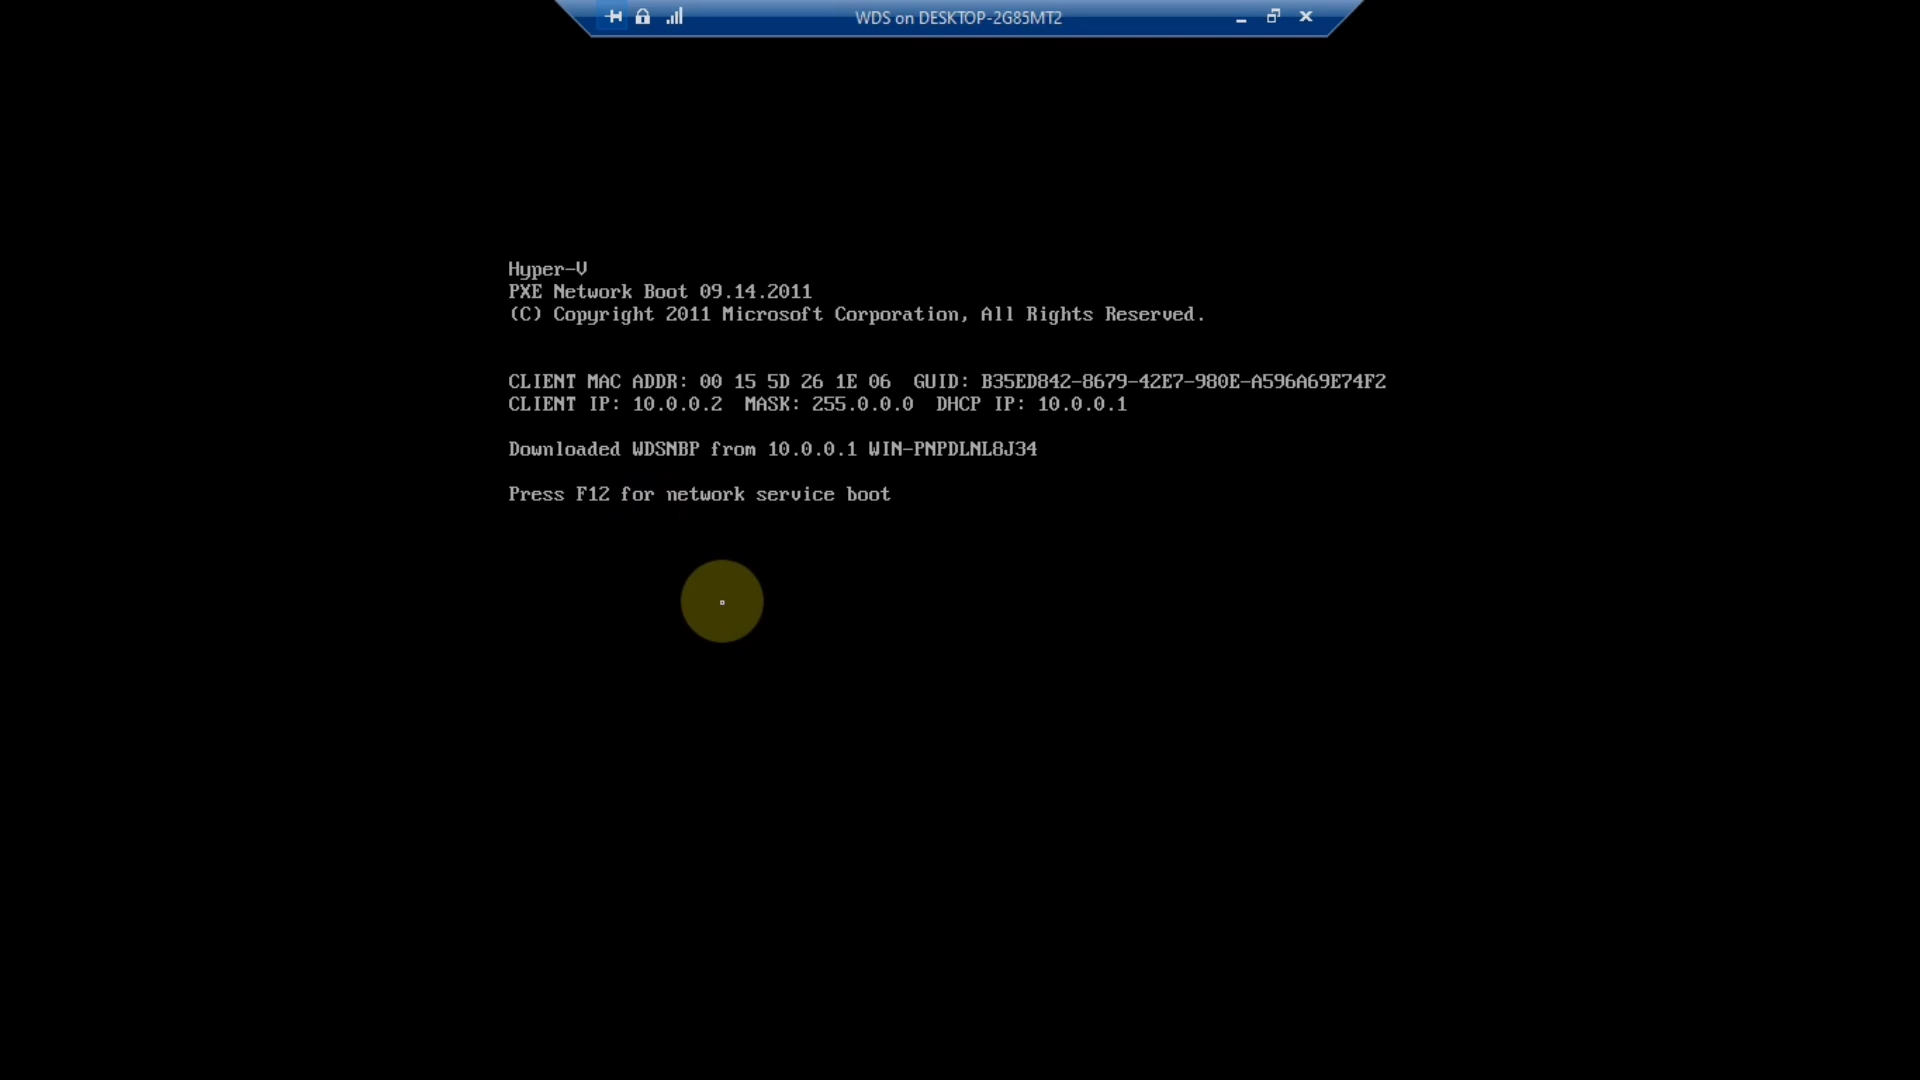 WDS on DESKTOP-2G85MT2
Hyper-V
PXE Network Boot 09.14.2011
(C) Copyright 2011 Microsoft Corporation, All Rights Reserved.
CLIENT MAC ADDR: 00 15 5D 26 1E 06  GUID: B35ED842-8679-42E7-980E-A596A69E74F2
CLIENT IP: 10.0.0.2  MASK: 255.0.0.0  DHCP IP: 10.0.0.1
Downloaded WDSNBP from 10.0.0.1 WIN-PNPDLNL8J34
Press F12 for network service boot